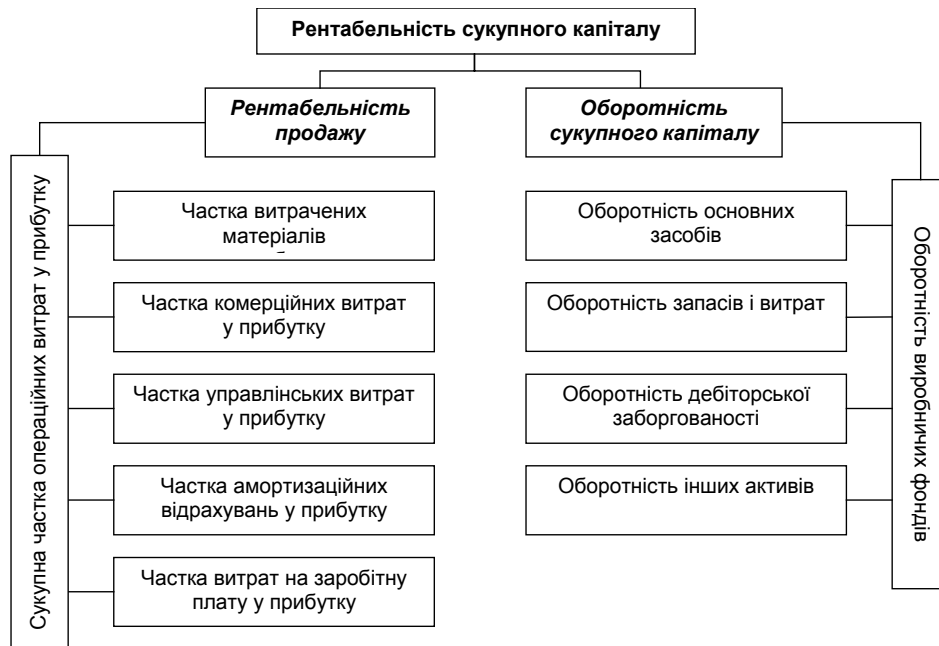 Рентабельність сукупного капіталу
Рентабельність
продажу
Оборотність
сукупного капіталу
Сукупна частка операційних витрат у прибутку
Частка витрачених
матеріалів
Частка комерційних витрат
у прибутку
Частка управлінських витрат
у прибутку
Частка амортизаційних
відрахувань у прибутку
Частка витрат на заробітну
плату у прибутку
Оборотність основних
засобів
Оборотність запасів і витрат
Оборотність дебіторської
заборгованості
Оборотність інших активів
Оборотність виробничих фондів